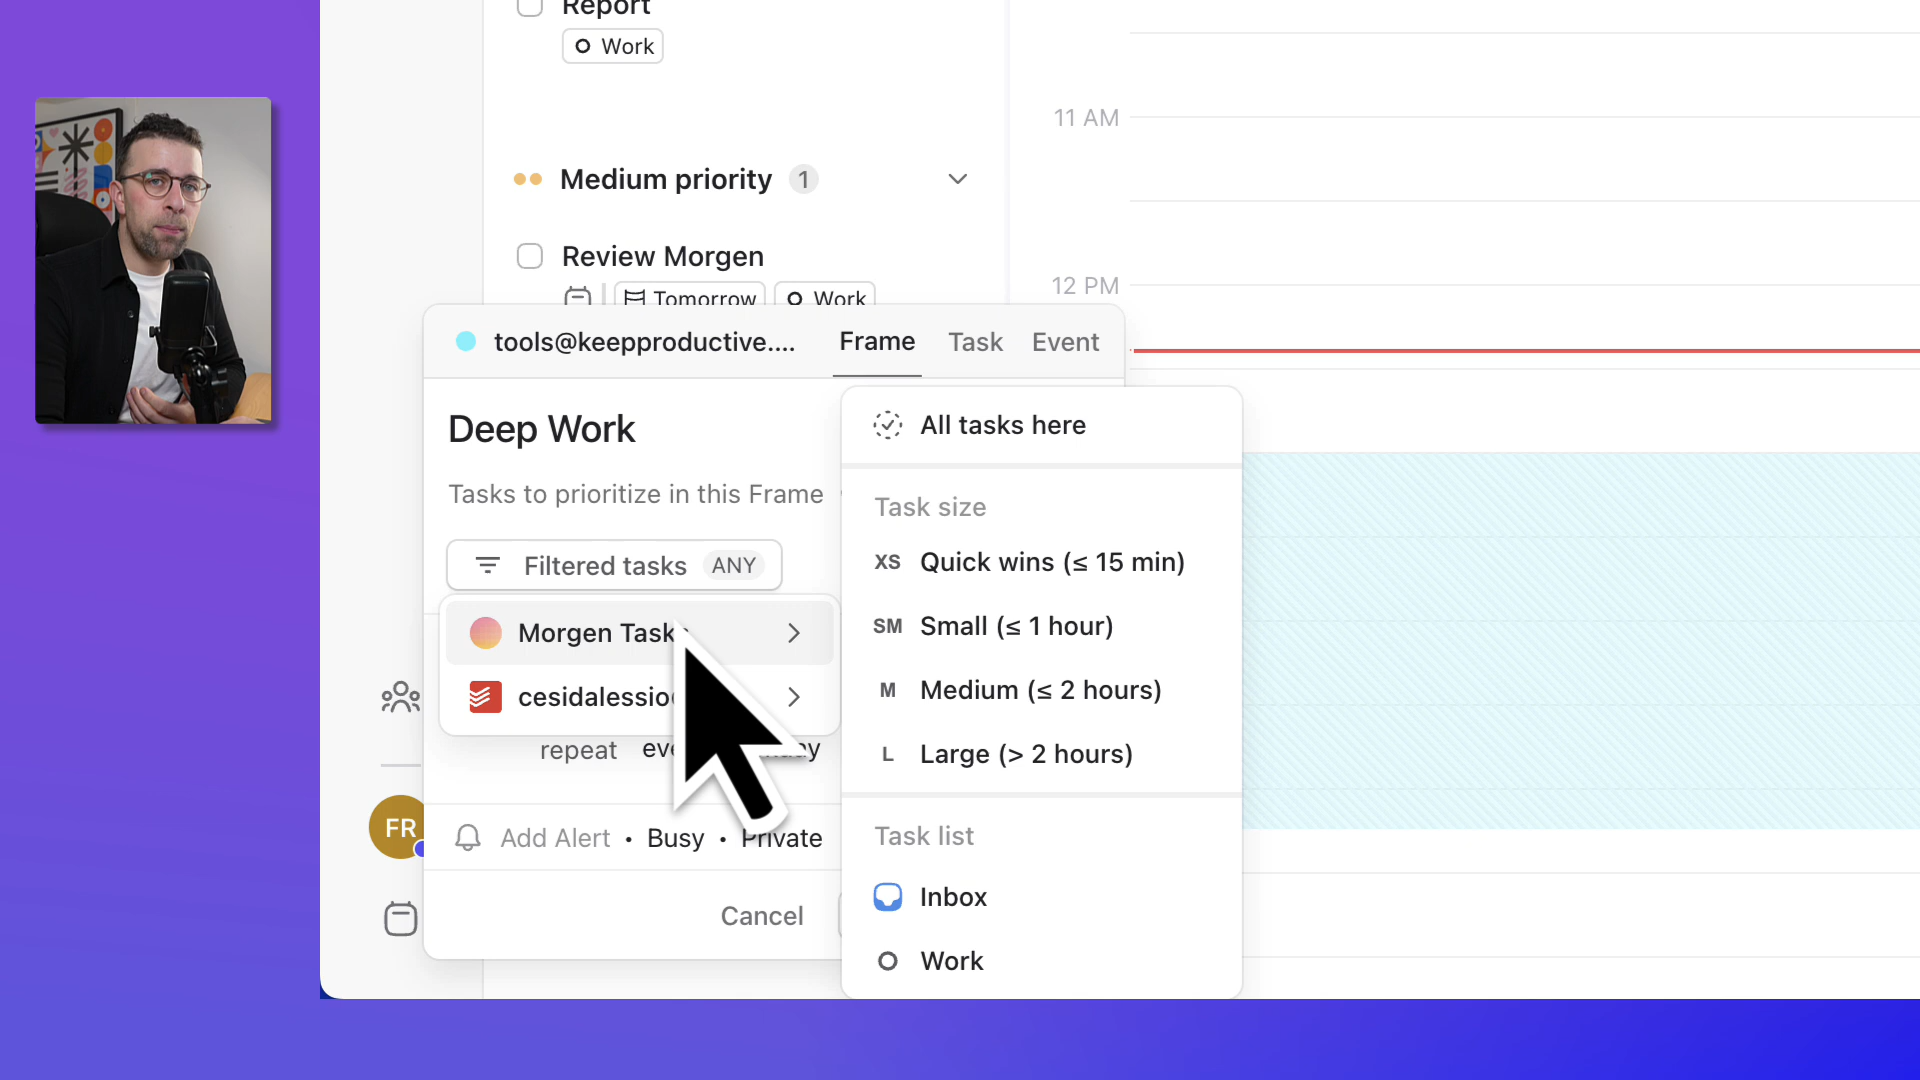 Report
Work
11 AM
Medium priority 1
Review Morgen
12 PM
Tomorrow Work
tools@keepproductive.... Frame Task Event
Deep Work
All tasks here
Tasks to prioritize in this Frame
Task size
Filtered tasks ANY
XS Quick wins (≤ 15 min)
Morgen Task
SM Small (≤ 1 hour)
cesidalessio
M Medium (≤ 2 hours)
repeat
L Large (> 2 hours)
FR
Add Alert • Busy • Private
Task list
Inbox
Cancel
Work